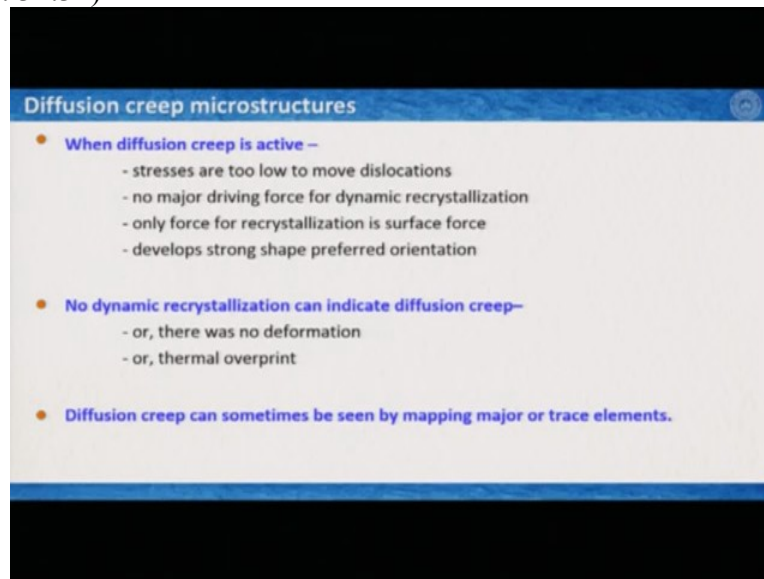 Diffusion creep microstructures
When diffusion creep is active –
- stresses are too low to move dislocations
- no major driving force for dynamic recrystallization
- only force for recrystallization is surface force
- develops strong shape preferred orientation
No dynamic recrystallization can indicate diffusion creep–
- or, there was no deformation
- or, thermal overprint
Diffusion creep can sometimes be seen by mapping major or trace elements.